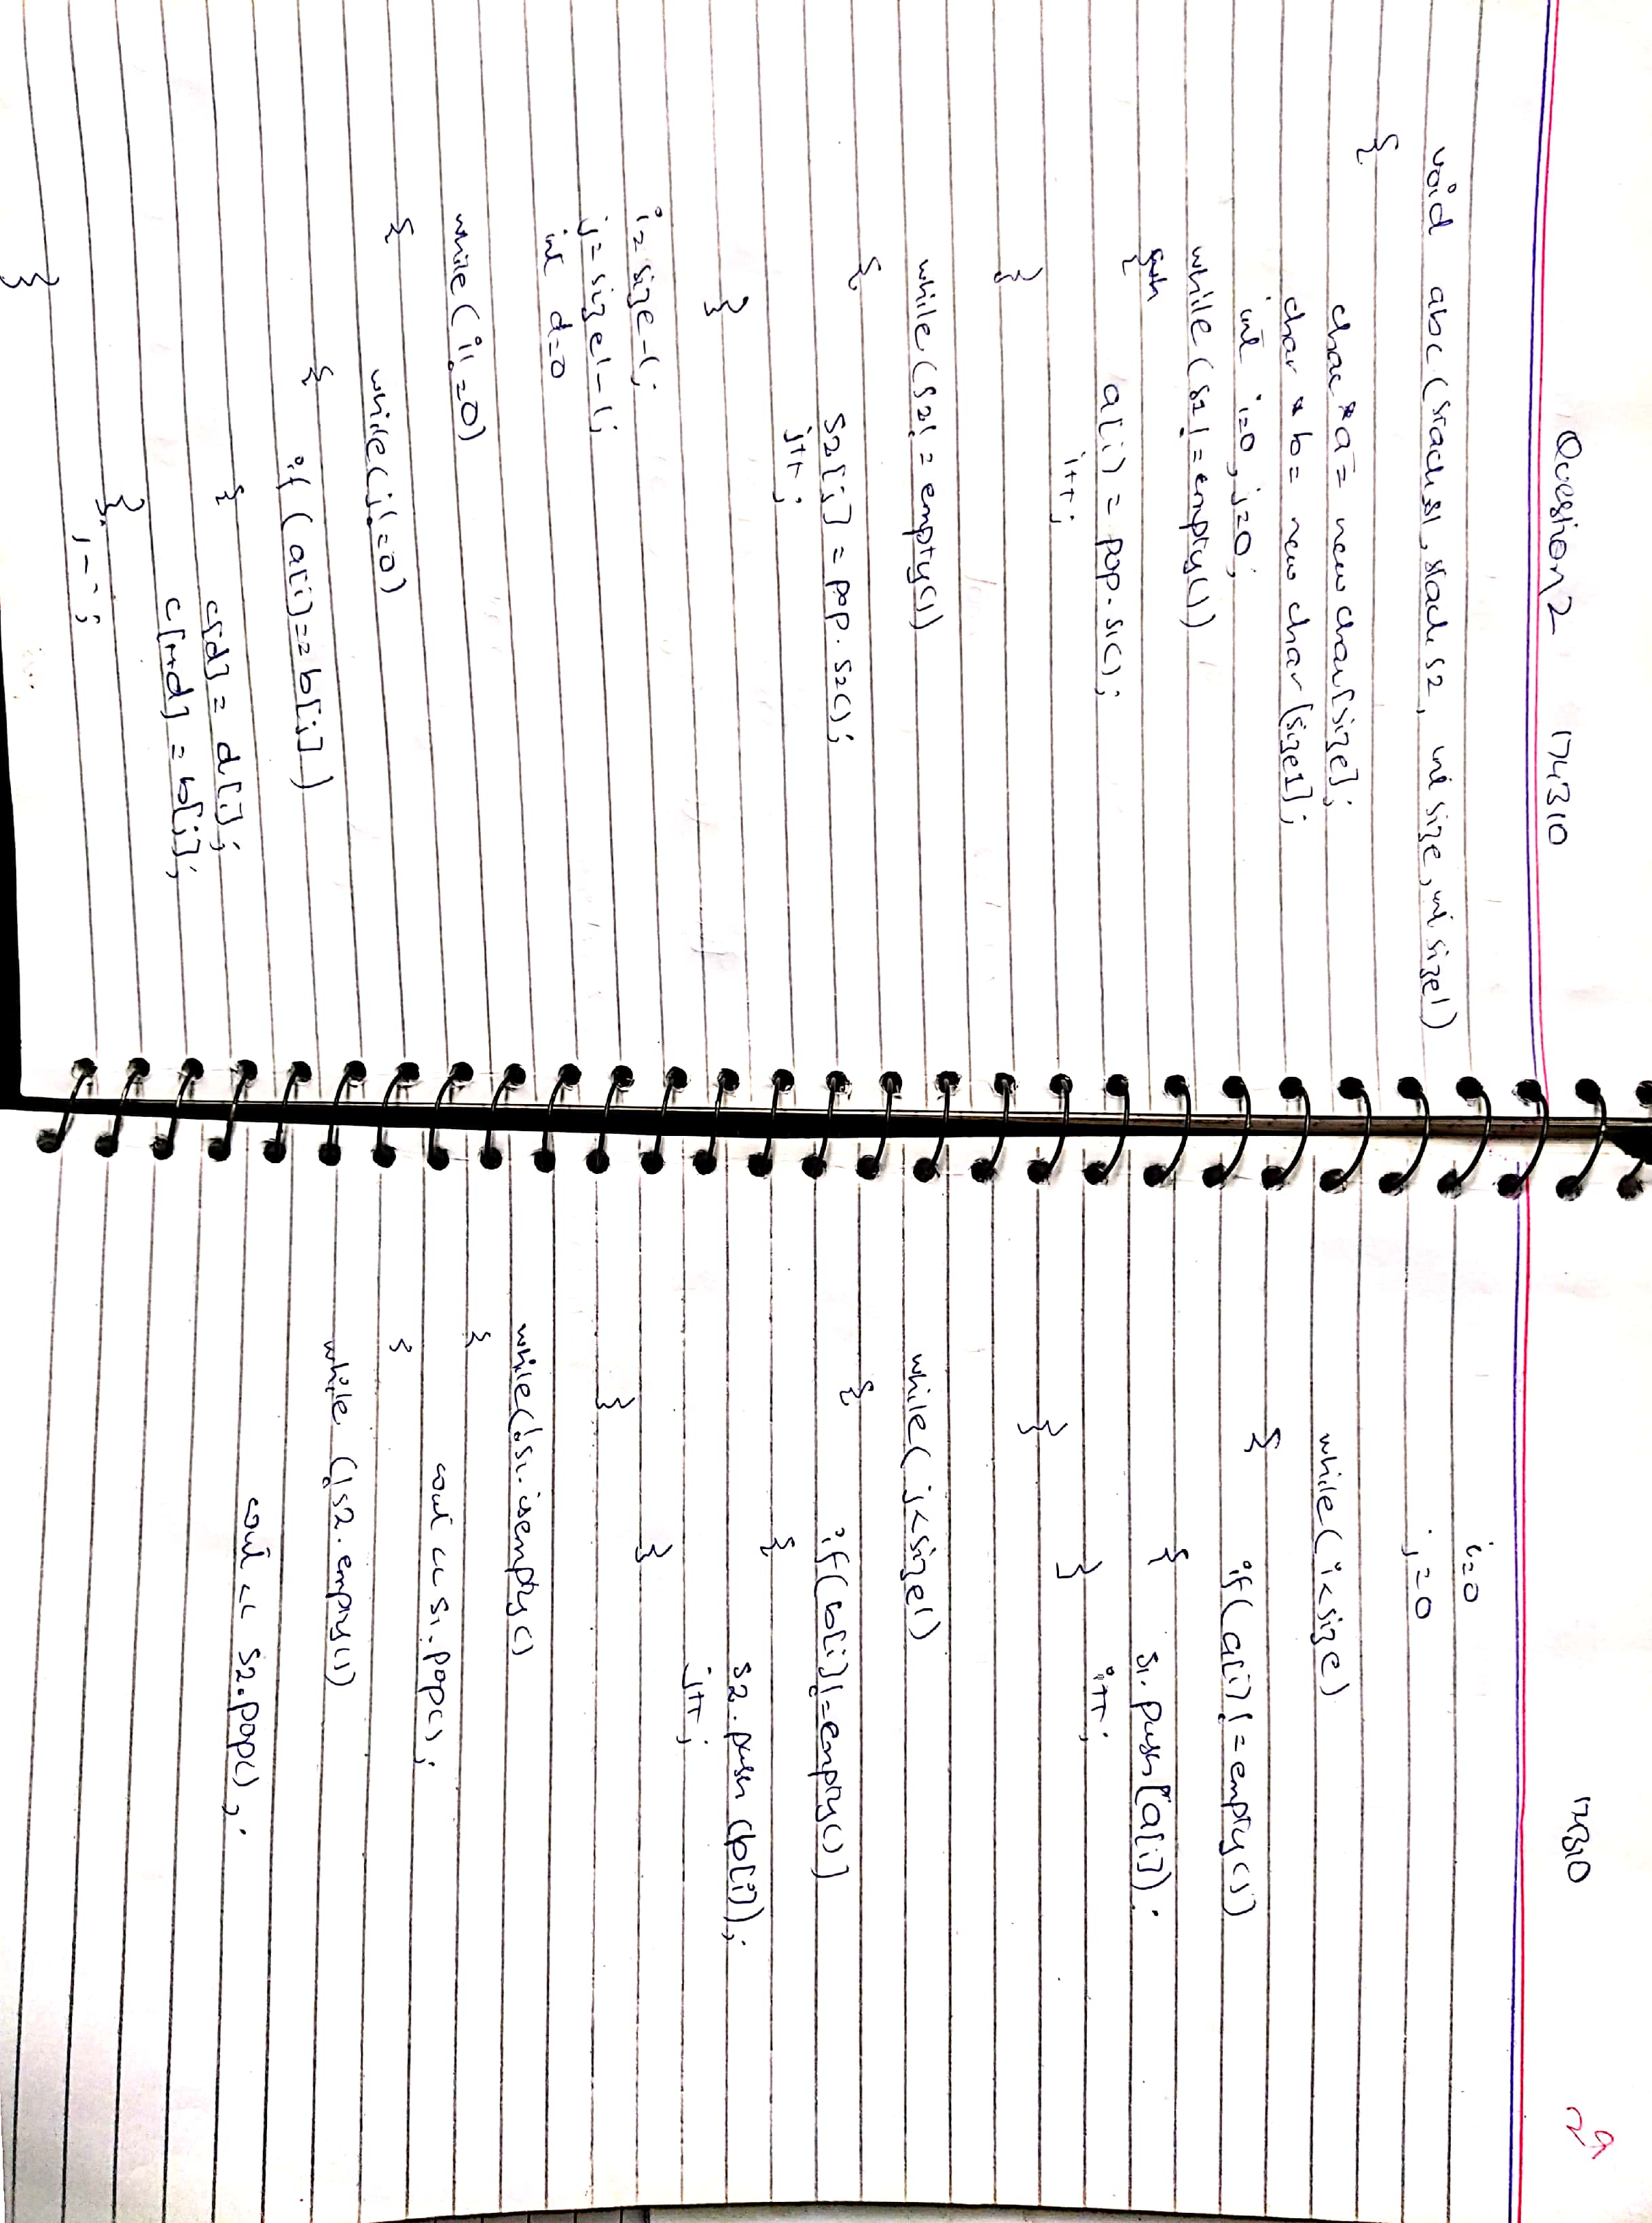 Question 2 174310
void abc (stack s1, stack s2, int size, int size1)
{
char *a = new char[size];
char * b = new char [size1];
int i=0, j=0;
while (s1! = empty())
{
a[i] = pop. s1();
i++;
}
while (s2! = empty())
{
s2[j] = pop. s2();
j++;
}
i= size-1;
j= size1-1;
int d=0
while (i!=0)
{
while(j!=0)
{
if (a[i]==b[j])
{
c[d] = d[i];
c[++d] = b[j];
}
j--;
}
174310
29
i=0
j=0
while(i<size)
{
if(a[i]!=empty())
{
s1. push[a[i]);
i++;
}
}
while( j<size1)
{
if(b[i]!=empty()]
{
s2. push (b[i]);
j++;
}
}
while(!s1. isempty()
{
cout << s1.pop();
}
while (!s2. empty())
cout << s2.pop();